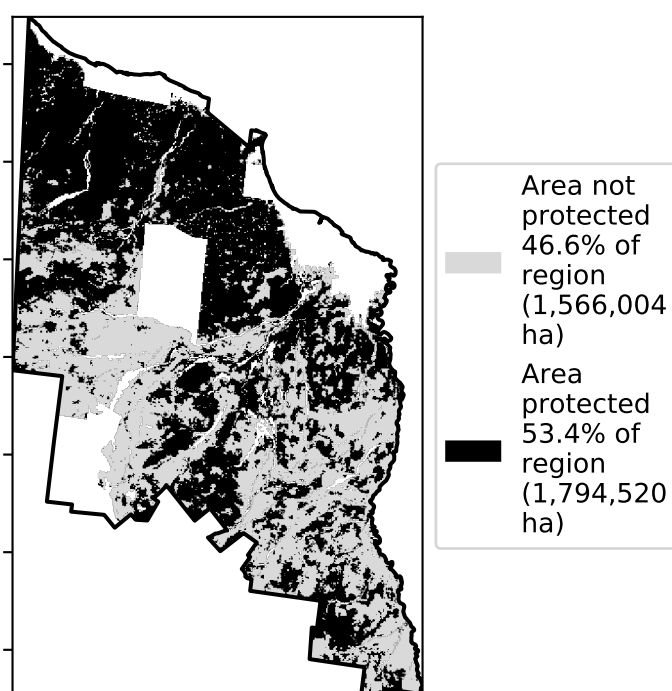 Area not
protected
46.6% of
region
(1,566,004
ha)
Area
protected
53.4% of
region
(1,794,520
ha)